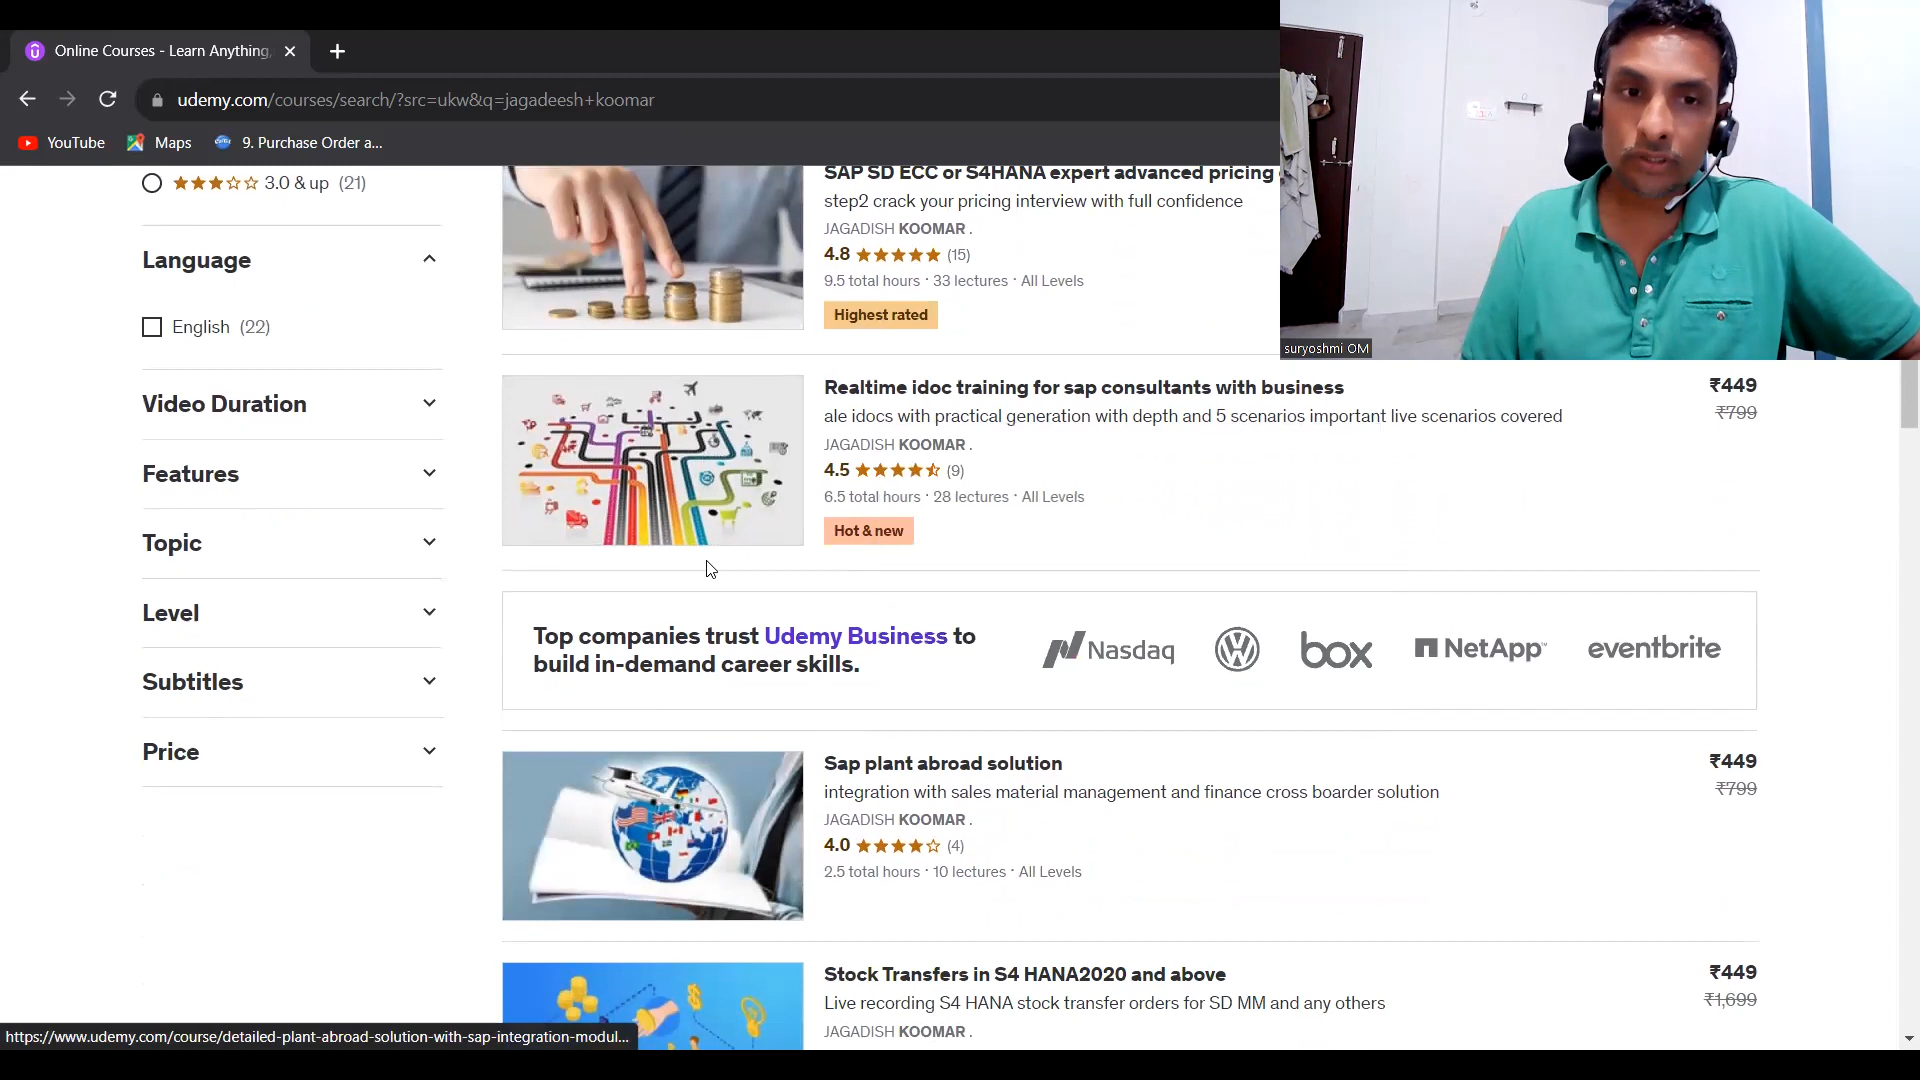 Online Courses - Learn Anything,
udemy.com/courses/search/?src=ukw&q=jagadeesh+koomar
YouTube
Maps
9. Purchase Order a...
3.0 & up (21)
Language
English (22)
Video Duration
Features
Topic
Level
Subtitles
Price
SAP SD ECC or S4HANA expert advanced pricing
step2 crack your pricing interview with full confidence
JAGADISH KOOMAR .
4.8 (15)
9.5 total hours · 33 lectures · All Levels
Highest rated
suryoshmi OM
Realtime idoc training for sap consultants with business
₹449
ale idocs with practical generation with depth and 5 scenarios important live scenarios covered
₹799
JAGADISH KOOMAR .
4.5 (9)
6.5 total hours · 28 lectures · All Levels
Hot & new
Top companies trust Udemy Business to
build in-demand career skills.
Nasdaq
box
NetApp
eventbrite
Sap plant abroad solution
₹449
integration with sales material management and finance cross boarder solution
₹799
JAGADISH KOOMAR .
4.0 (4)
2.5 total hours · 10 lectures · All Levels
Stock Transfers in S4 HANA2020 and above
₹449
Live recording S4 HANA stock transfer orders for SD MM and any others
₹1,699
JAGADISH KOOMAR .
https://www.udemy.com/course/detailed-plant-abroad-solution-with-sap-integration-modul...